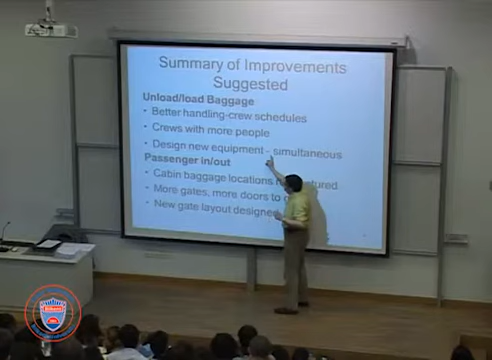 Summary of Improvements
Suggested
Unload/load Baggage
• Better handling-crew schedules
• Crews with more people
• Design new equipment - simultaneous
Passenger in/out
• Cabin baggage locations
• More gates, more doors to
• New gate layout designe